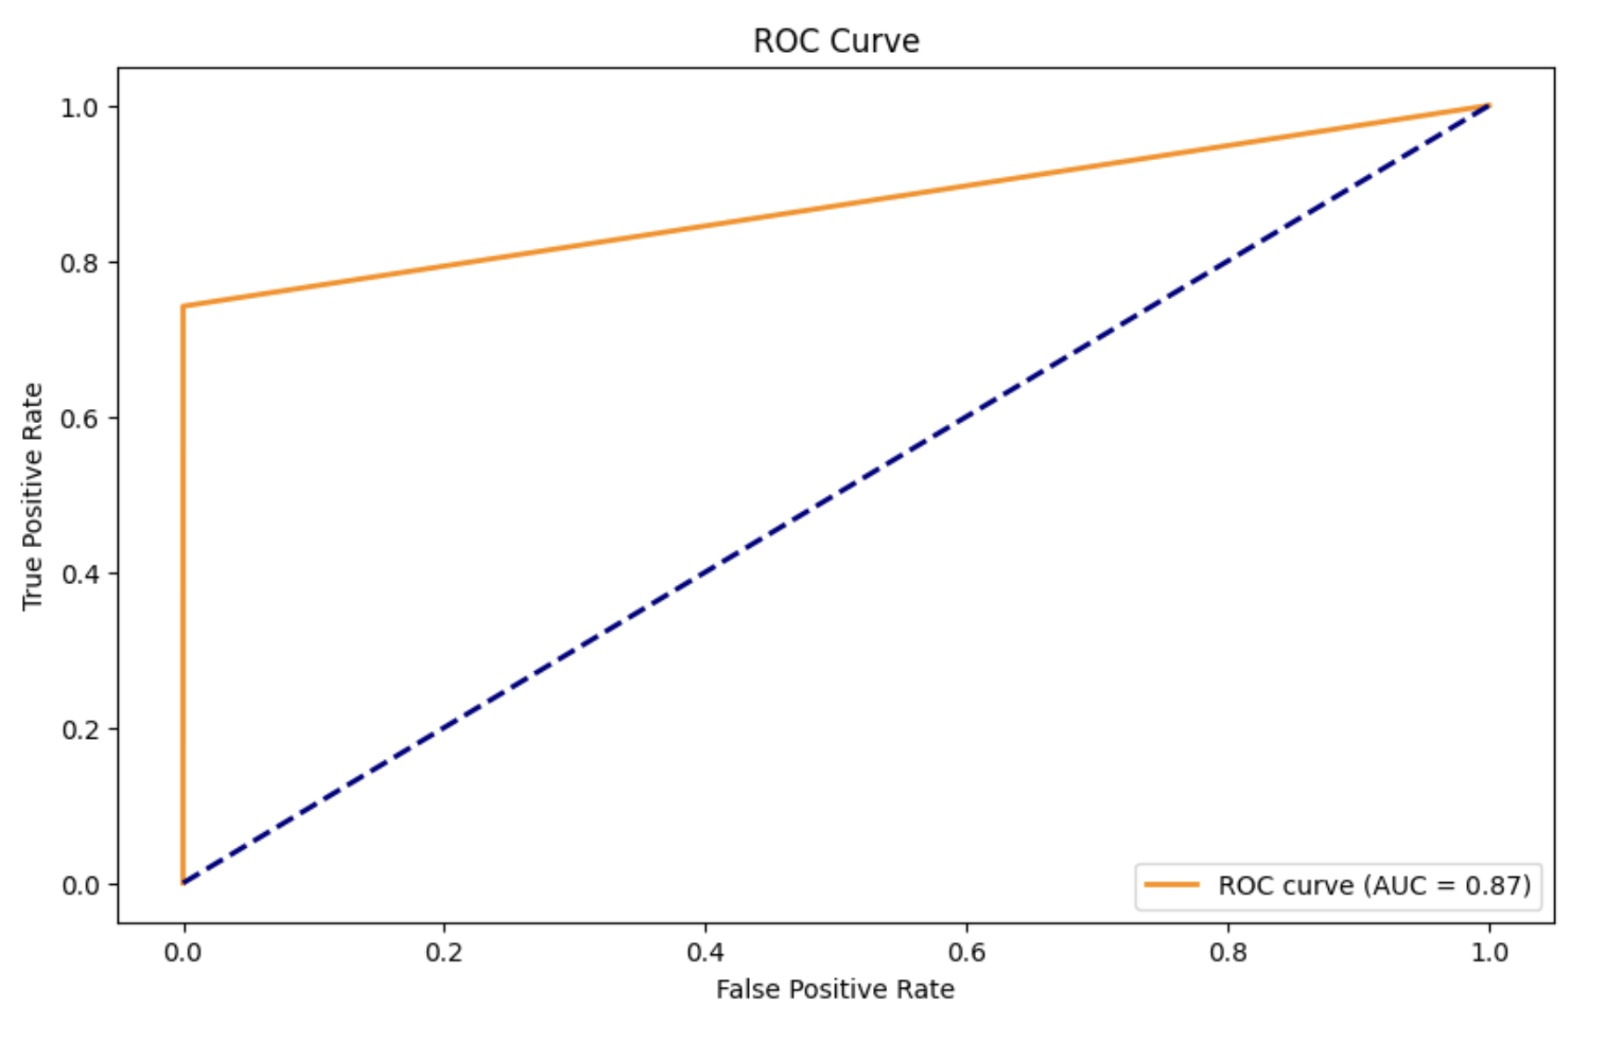 ROC Curve
True Positive Rate
1.0
0.8
0.6
0.4
0.2
0.0
0.0 0.2 0.4 0.6 0.8 1.0
False Positive Rate
ROC curve (AUC = 0.87)